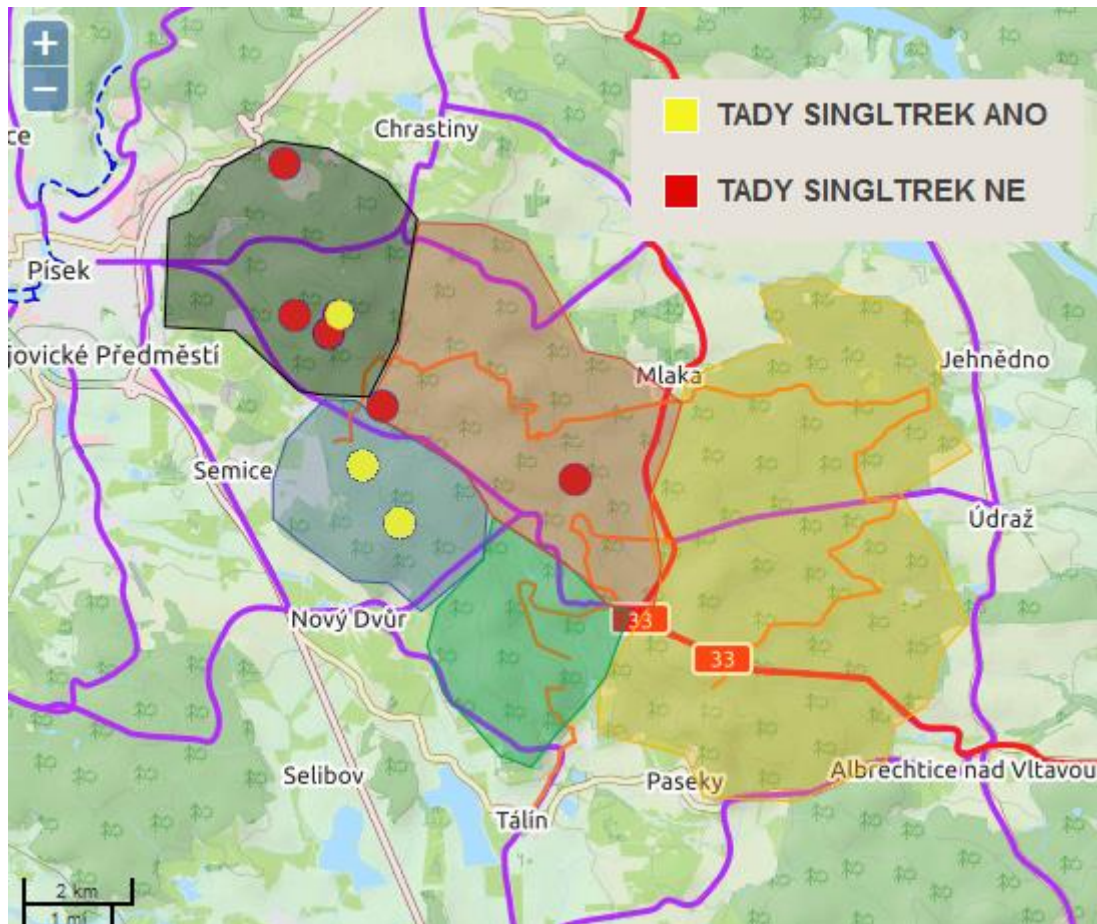 +
−
ce
Chrastiny
TADY SINGLTREK ANO
TADY SINGLTREK NE
Písek
jovické Předměstí
Mlaka
Jehnědno
Semice
Údraž
Nový Dvůr
33
33
Selibov
Paseky
Albrechtice nad Vltavou
Tálín
2 km
1 mi